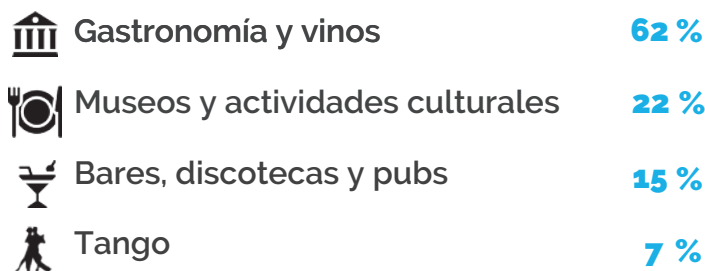 Gastronomía y vinos 62 %
Museos y actividades culturales 22 %
Bares, discotecas y pubs 15 %
Tango 7 %